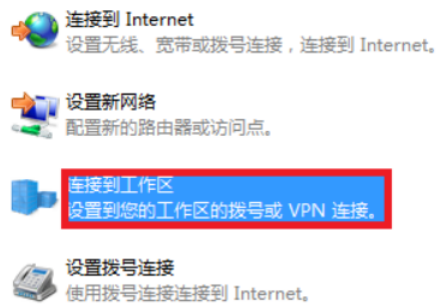 连接到 Internet
设置无线、宽带或拨号连接，连接到 Internet。
设置新网络
配置新的路由器或访问点。
连接到工作区
设置到您的工作区的拨号或 VPN 连接。
设置拨号连接
使用拨号连接连接到 Internet。